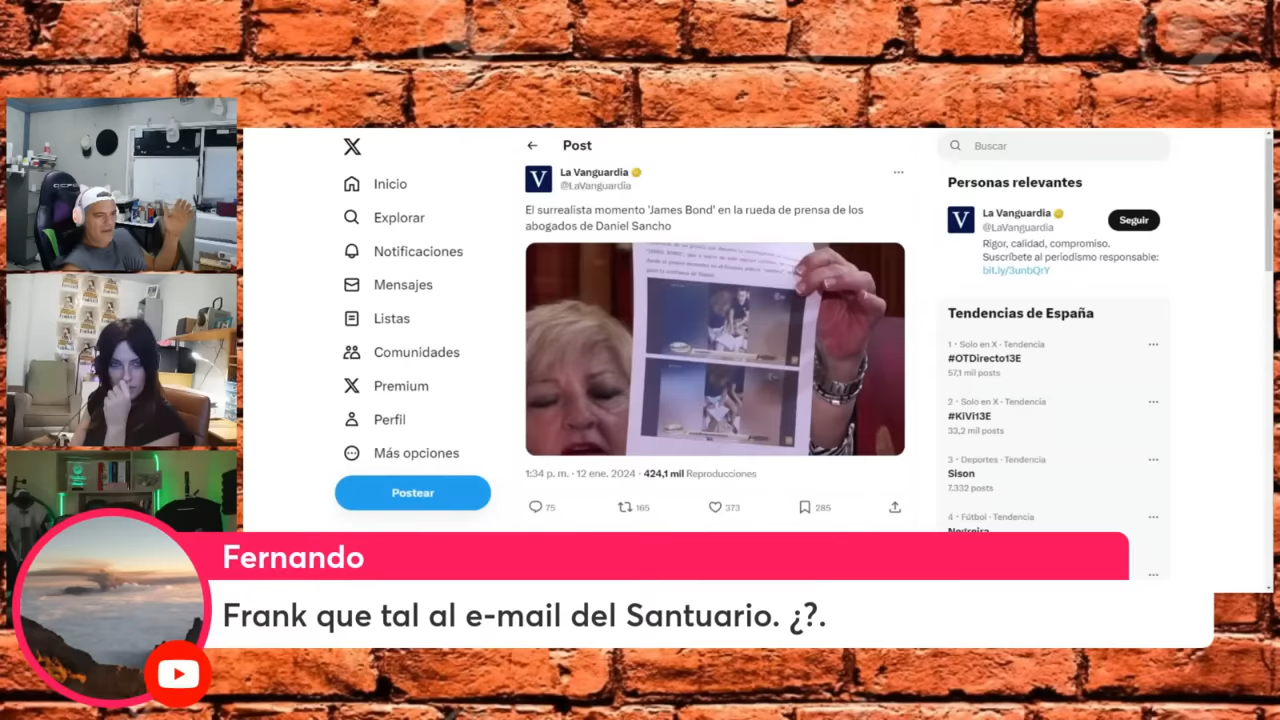 Post
La Vanguardia
@LaVanguardia
El surrealista momento 'James Bond' en la rueda de prensa de los
abogados de Daniel Sancho
1:34 p. m. · 12 ene. 2024 · 424,1 mil Reproducciones
75
165
373
285
Inicio
Explorar
Notificaciones
Mensajes
Listas
Comunidades
Premium
Perfil
Más opciones
Postear
Buscar
Personas relevantes
La Vanguardia
@LaVanguardia
Seguir
Rigor, calidad, compromiso.
Suscríbete al periodismo responsable:
bit.ly/3unbQrY
Tendencias de España
1 · Solo en X · Tendencia
#OTDirecto13E
57,1 mil posts
2 · Solo en X · Tendencia
#KiVi13E
33,2 mil posts
3 · Deportes · Tendencia
Sison
7.332 posts
4 · Fútbol · Tendencia
Negreira
Fernando
Frank que tal al e-mail del Santuario. ¿?.